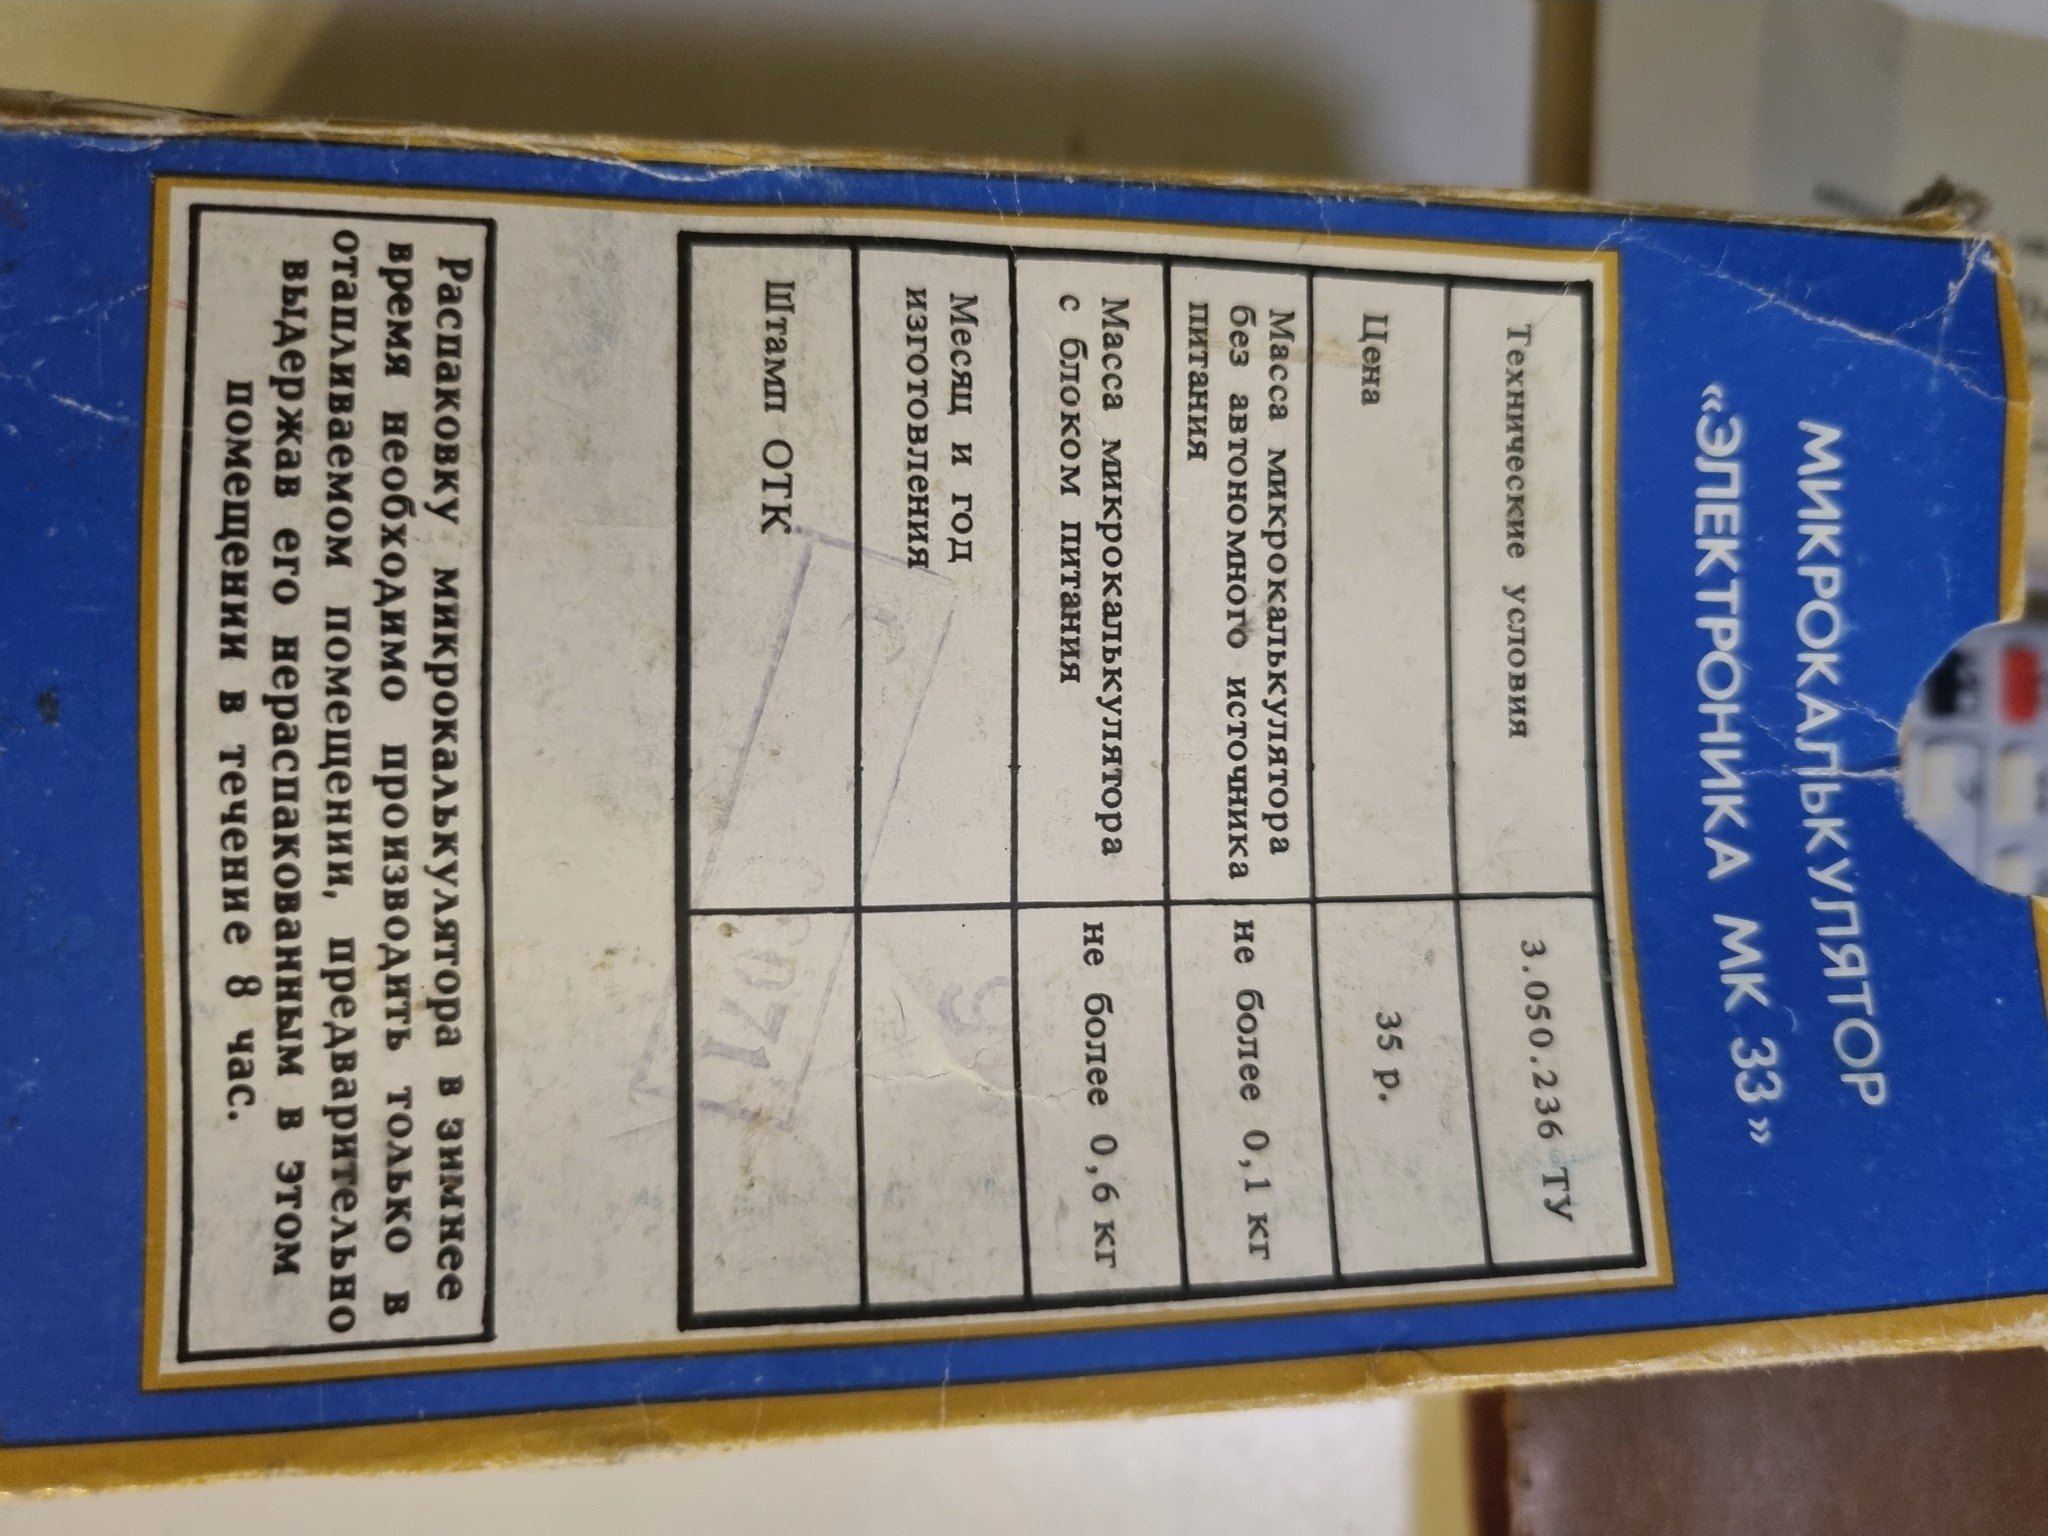 МИКРОКАЛЬКУЛЯТОР
«ЭЛЕКТРОНИКА МК 33»
Технические условия 3.050.236 ТУ
Цена 35 р.
Масса микрокалькулятора
без автономного источника не более 0,1 кг
питания
Масса микрокалькулятора не более 0,6 кг
с блоком питания
Месяц и год
изготовления
Штамп ОТК
Распаковку микрокалькулятора в зимнее
время необходимо производить только в
отапливаемом помещении, предварительно
выдержав его нераспакованным в этом
помещении в течение 8 час.